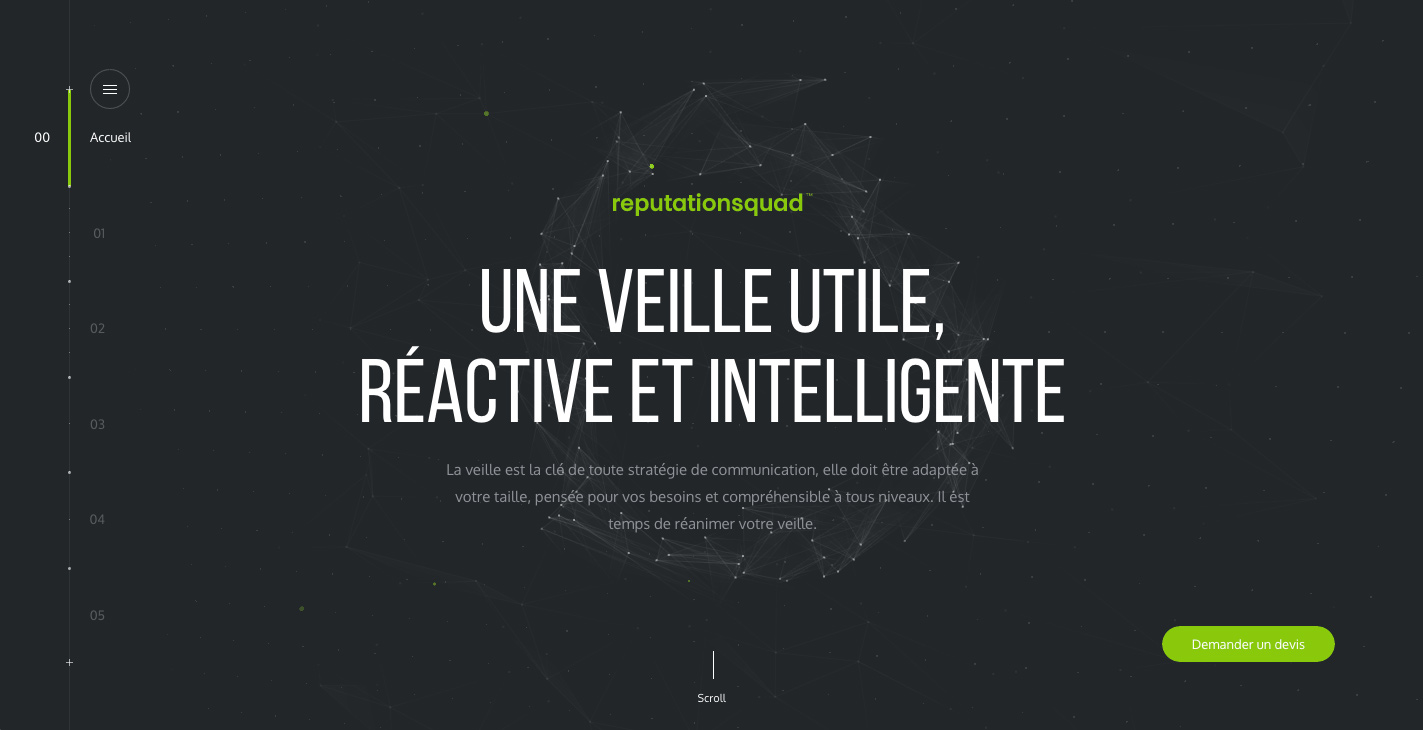 00
Accueil
01
02
03
04
05
reputationsquad™
UNE VEILLE UTILE,
RÉACTIVE ET INTELLIGENTE
La veille est la clé de toute stratégie de communication, elle doit être adaptée à
votre taille, pensée pour vos besoins et compréhensible à tous niveaux. Il est
temps de réanimer votre veille.
Demander un devis
Scroll